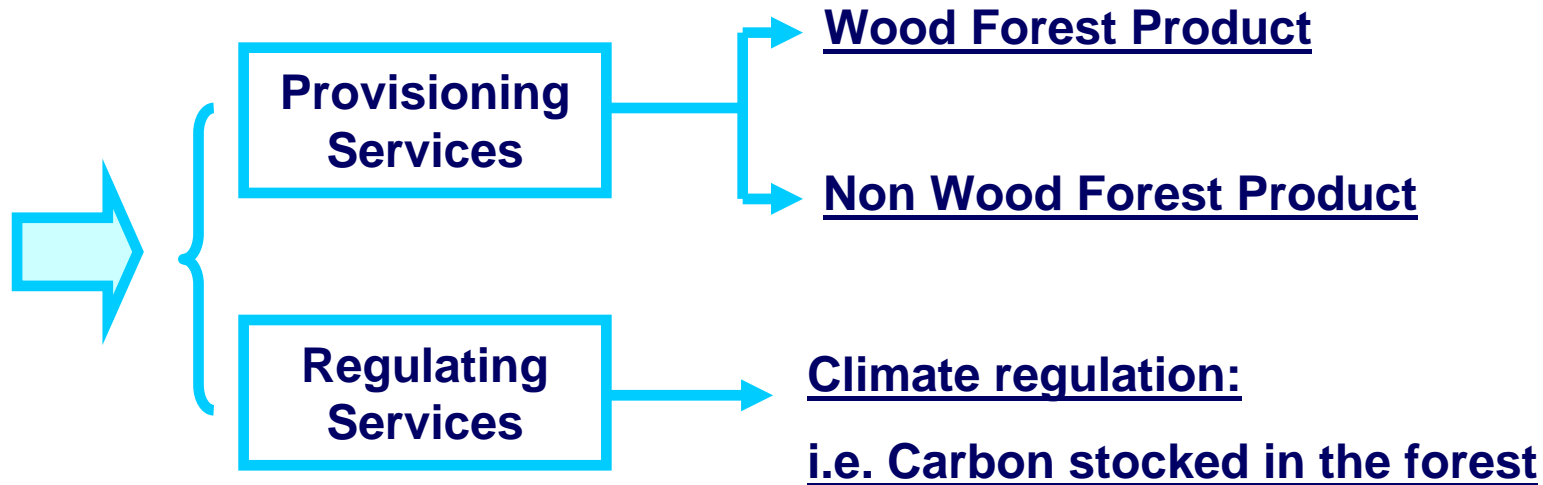 Wood Forest Product
Provisioning
Services
Non Wood Forest Product
Regulating
Services
Climate regulation:
i.e. Carbon stocked in the forest